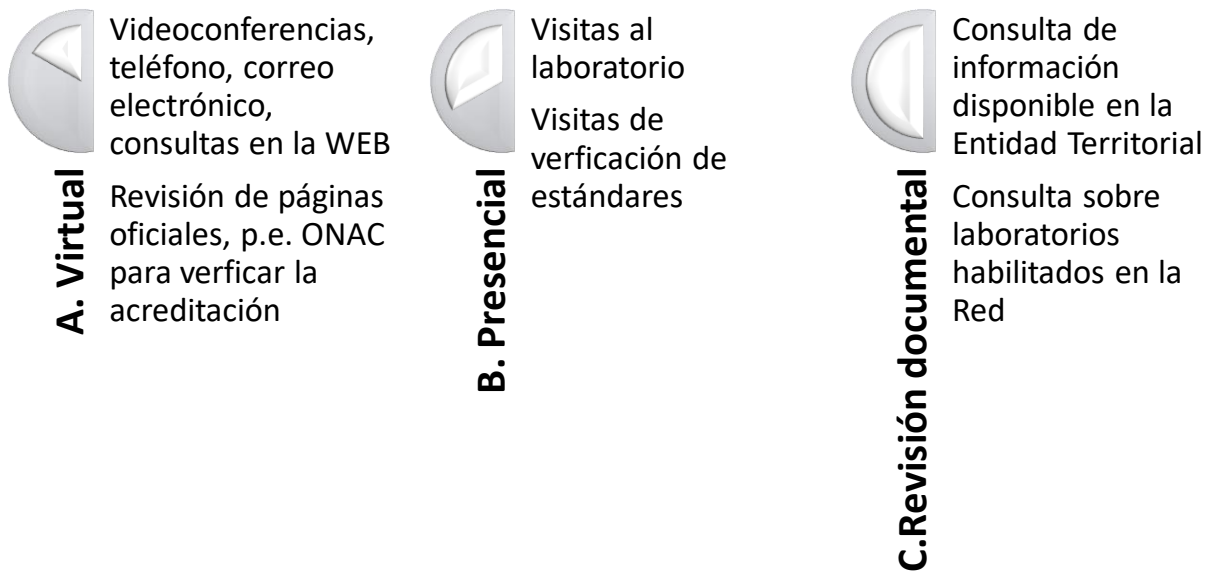 A. Virtual
Videoconferencias,
teléfono, correo
electrónico,
consultas en la WEB
Revisión de páginas
oficiales, p.e. ONAC
para verficar la
acreditación
B. Presencial
Visitas al
laboratorio
Visitas de
verficación de
estándares
C.Revisión documental
Consulta de
información
disponible en la
Entidad Territorial
Consulta sobre
laboratorios
habilitados en la
Red